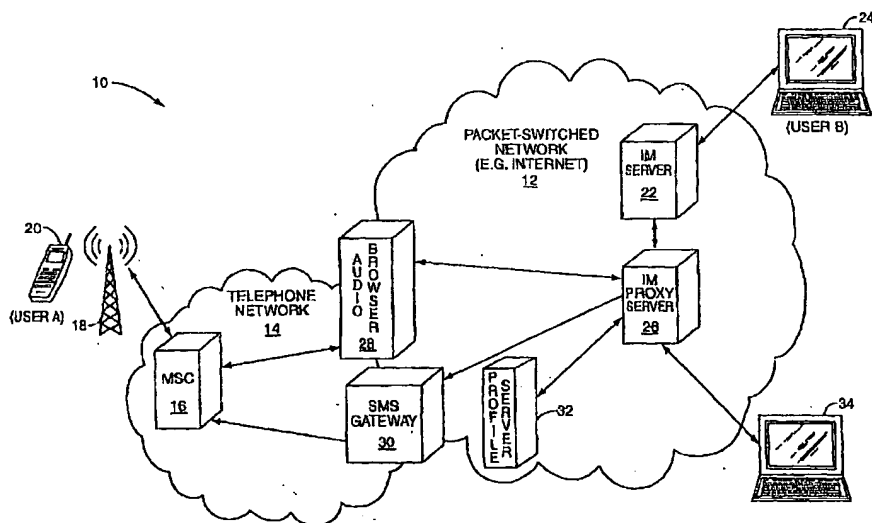 24
10
PACKET-SWITCHED
NETWORK
(E.G. INTERNET)
12
(USER B)
IM
SERVER
22
20
(USER A)
18
TELEPHONE
NETWORK
14
AUDIO
BROWSER
28
IM
PROXY
SERVER
26
MSC
16
SMS
GATEWAY
30
PROFILE
SERVER
32
34